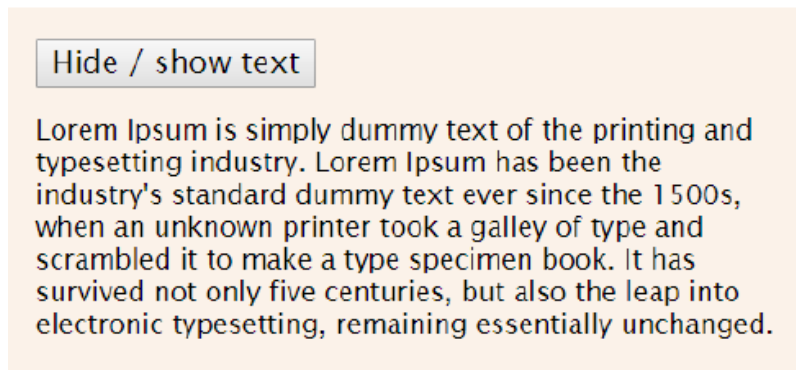 Hide / show text
Lorem Ipsum is simply dummy text of the printing and
typesetting industry. Lorem Ipsum has been the
industry's standard dummy text ever since the 1500s,
when an unknown printer took a galley of type and
scrambled it to make a type specimen book. It has
survived not only five centuries, but also the leap into
electronic typesetting, remaining essentially unchanged.